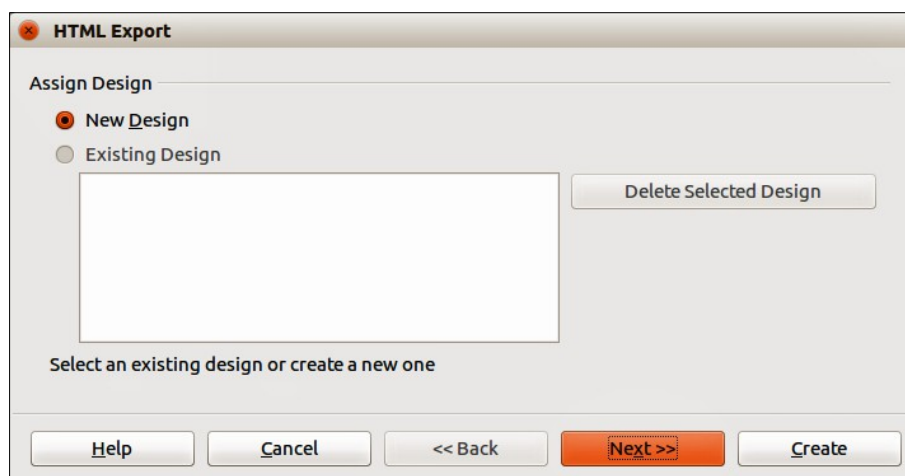 HTML Export
Assign Design
New Design
Existing Design
Delete Selected Design
Select an existing design or create a new one
Help Cancel << Back Next >> Create